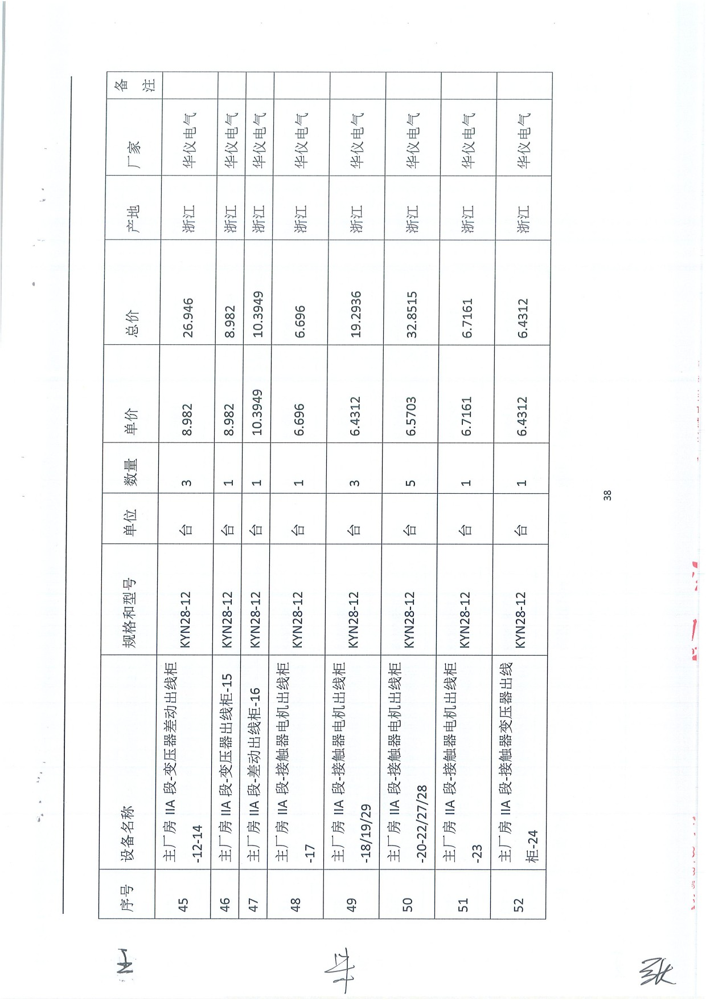 序号 设备名称 规格和型号 单位 数量 单价 总价 产地 厂家 备注
45 主厂房 IIA 段-变压器差动出线柜 KYN28-12 台 3 8.982 26.946 浙江 华仪电气
-12-14
46 主厂房 IIA 段-变压器出线柜-15 KYN28-12 台 1 8.982 8.982 浙江 华仪电气
47 主厂房 IIA 段-差动出线柜-16 KYN28-12 台 1 10.3949 10.3949 浙江 华仪电气
48 主厂房 IIA 段-接触器电机出线柜 KYN28-12 台 1 6.696 6.696 浙江 华仪电气
-17
49 主厂房 IIA 段-接触器电机出线柜 KYN28-12 台 3 6.4312 19.2936 浙江 华仪电气
-18/19/29
50 主厂房 IIA 段-接触器电机出线柜 KYN28-12 台 5 6.5703 32.8515 浙江 华仪电气
-20-22/27/28
51 主厂房 IIA 段-接触器电机出线柜 KYN28-12 台 1 6.7161 6.7161 浙江 华仪电气
-23
52 主厂房 IIA 段-接触器变压器出线 KYN28-12 台 1 6.4312 6.4312 浙江 华仪电气
柜-24
38